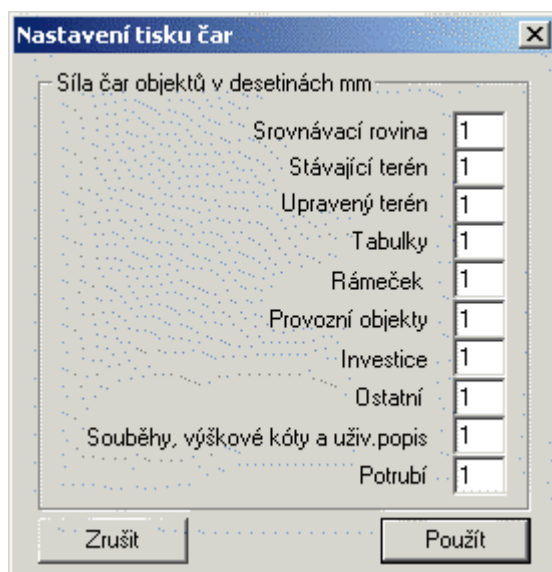 Nastavení tisku čar
Síla čar objektů v desetinách mm
Srovnávací rovina 1
Stávající terén 1
Upravený terén 1
Tabulky 1
Rámeček 1
Provozní objekty 1
Investice 1
Ostatní 1
Souběhy, výškové kóty a uživ.popis 1
Potrubí 1
Zrušit Použít